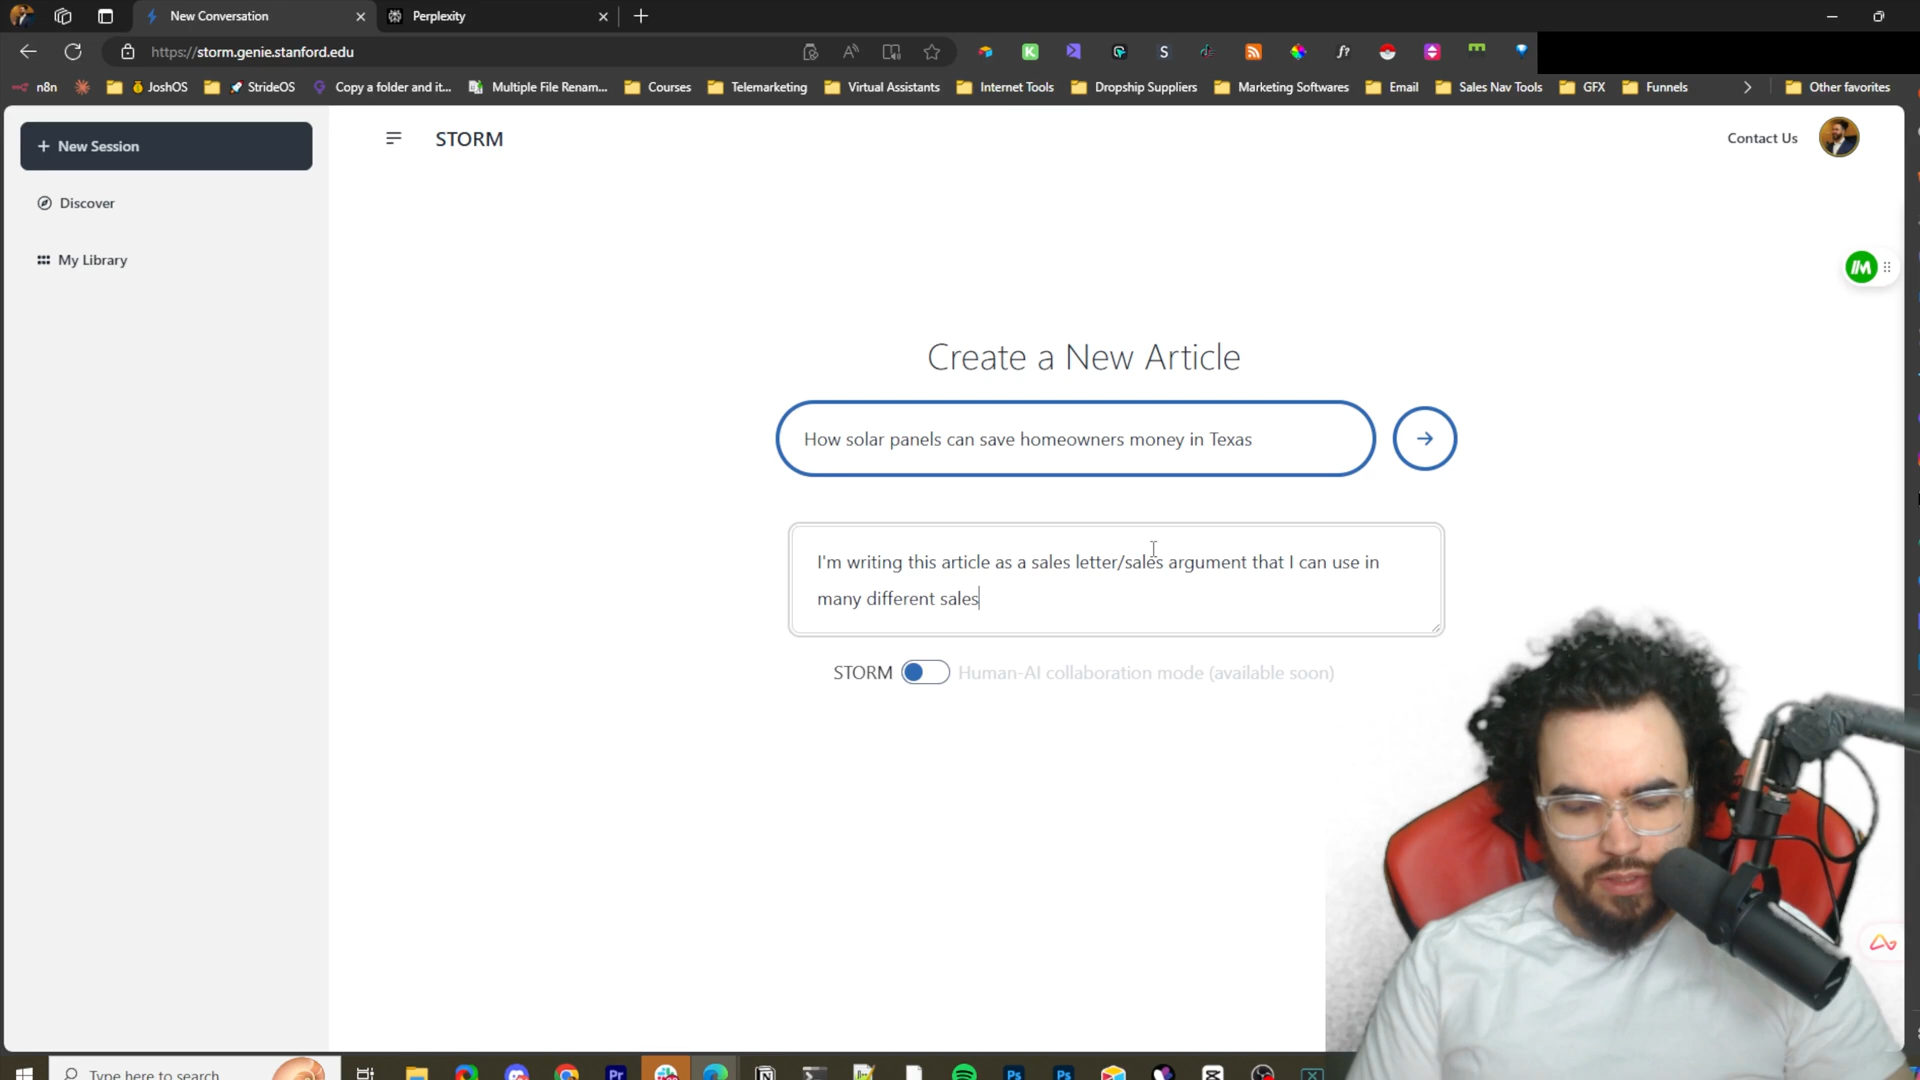 New Conversation
Perplexity
https://storm.genie.stanford.edu
n8n
JoshOS
StrideOS
Copy a folder and it...
Multiple File Renam...
Courses
Telemarketing
Virtual Assistants
Internet Tools
Dropship Suppliers
Marketing Softwares
Email
Sales Nav Tools
GFX
Funnels
Other favorites
+ New Session
Discover
My Library
STORM
Contact Us
Create a New Article
How solar panels can save homeowners money in Texas
I'm writing this article as a sales letter/sales argument that I can use in
many different sales
STORM
Human-AI collaboration mode (available soon)
Type here to search